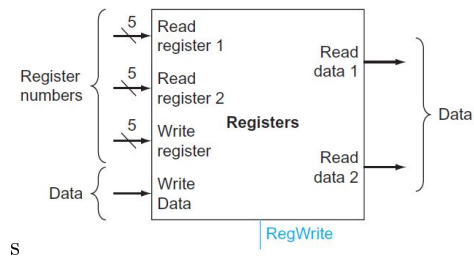 5
Read
register 1
5
Read
register 2
5
Write
register
Write
Data
Register
numbers
Data
Registers
Read
data 1
Read
data 2
Data
RegWrite
s